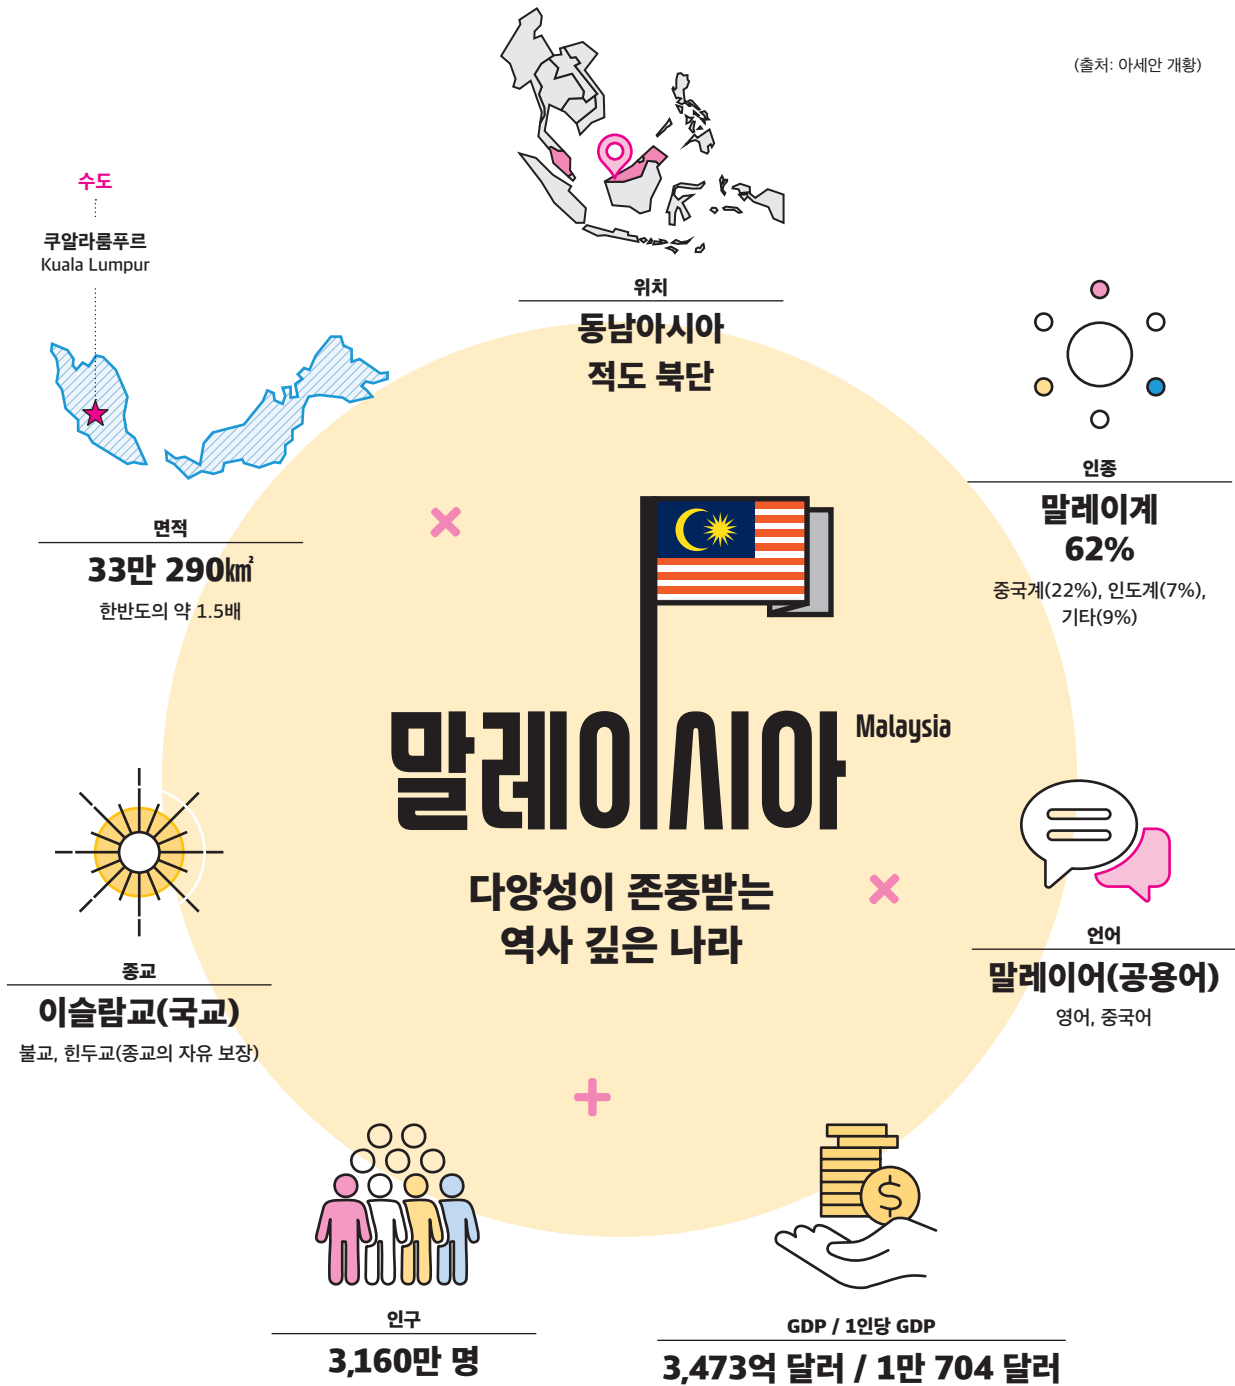 (출처: 아세안 개황)
수도
쿠알라룸푸르
Kuala Lumpur
위치
동남아시아
적도 북단
인종
말레이계
62%
중국계(22%), 인도계(7%),
기타(9%)
면적
33만 290㎢
한반도의 약 1.5배
말레이시아 Malaysia
다양성이 존중받는
역사 깊은 나라
언어
말레이어(공용어)
영어, 중국어
종교
이슬람교(국교)
불교, 힌두교(종교의 자유 보장)
인구
3,160만 명
GDP / 1인당 GDP
3,473억 달러 / 1만 704 달러